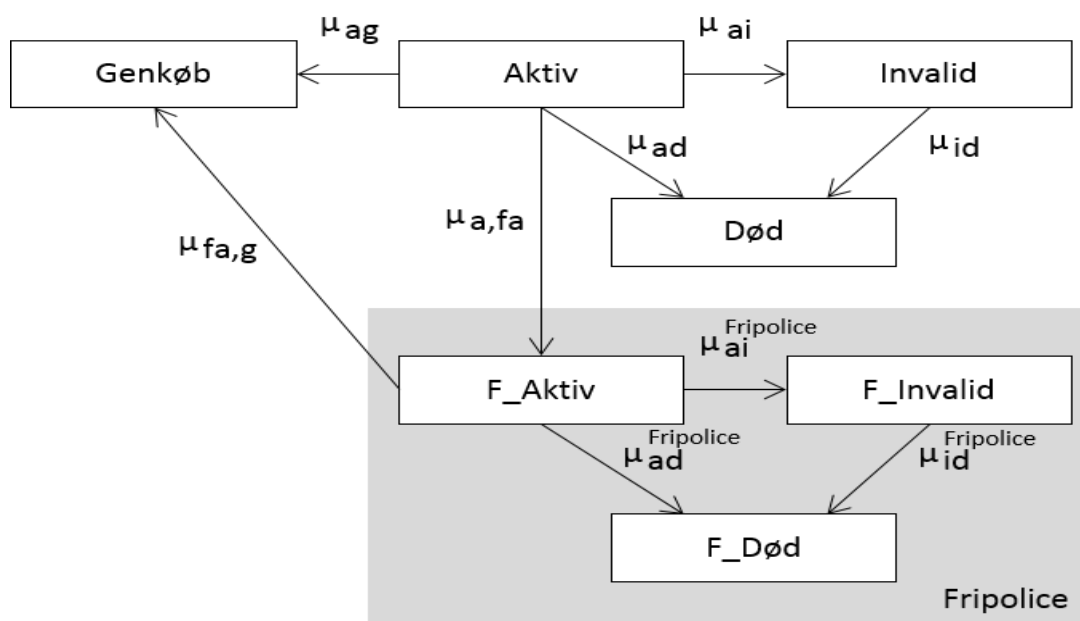 μ ag
μ ai
Genkøb
Aktiv
Invalid
μ ad
μ id
μ a,fa
Død
μ fa,g
μ ai Fripolice
F_Aktiv
F_Invalid
μ ad Fripolice
μ id Fripolice
F_Død
Fripolice